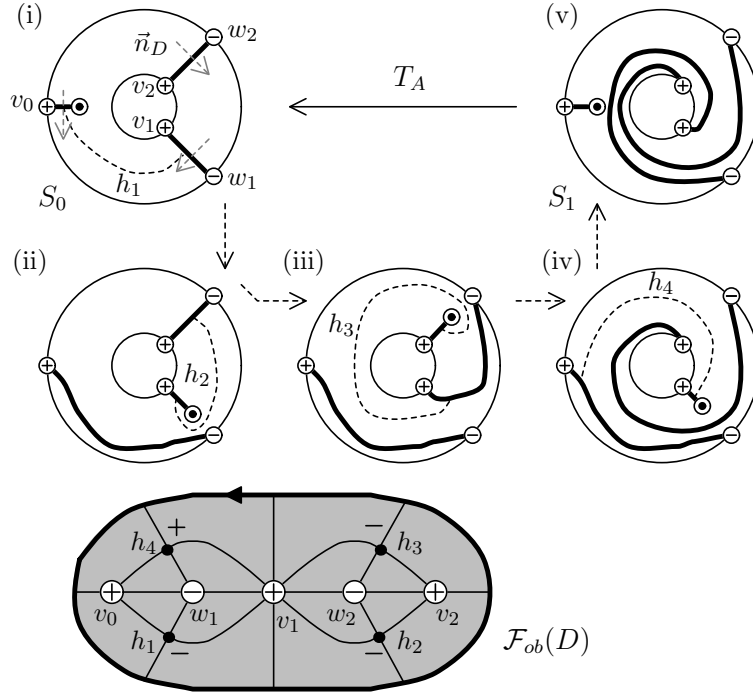 (i)
(v)
n⃗_D
w_2
v_0
v_2
v_1
T_A
h_1
w_1
S_0
S_1
(ii)
(iii)
(iv)
h_2
h_3
h_4
+
−
h_4
h_3
v_0
w_1
v_1
w_2
v_2
h_1
−
−
h_2
F_ob(D)